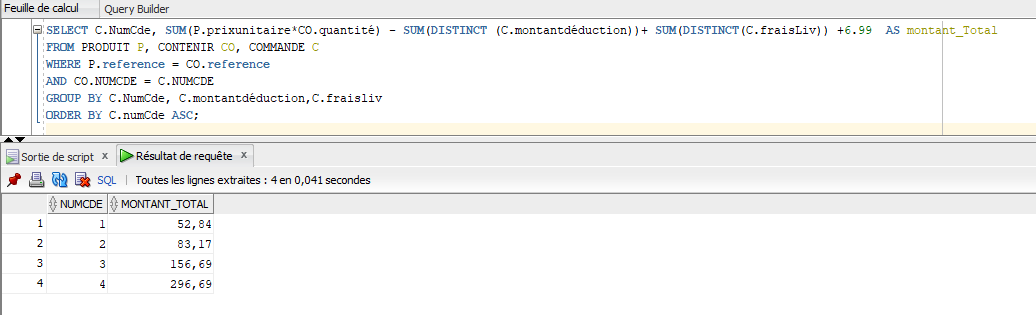 Feuille de calcul Query Builder
SELECT C.NumCde, SUM(P.prixunitaire*CO.quantité) - SUM(DISTINCT (C.montantdéduction))+ SUM(DISTINCT(C.fraisLiv)) +6.99 AS montant_Total
FROM PRODUIT P, CONTENIR CO, COMMANDE C
WHERE P.reference = CO.reference
AND CO.NUMCDE = C.NUMCDE
GROUP BY C.NumCde, C.montantdéduction,C.fraisliv
ORDER BY C.numCde ASC;
Sortie de script x Résultat de requête x
SQL | Toutes les lignes extraites : 4 en 0,041 secondes
NUMCDE MONTANT_TOTAL
1 1 52,84
2 2 83,17
3 3 156,69
4 4 296,69